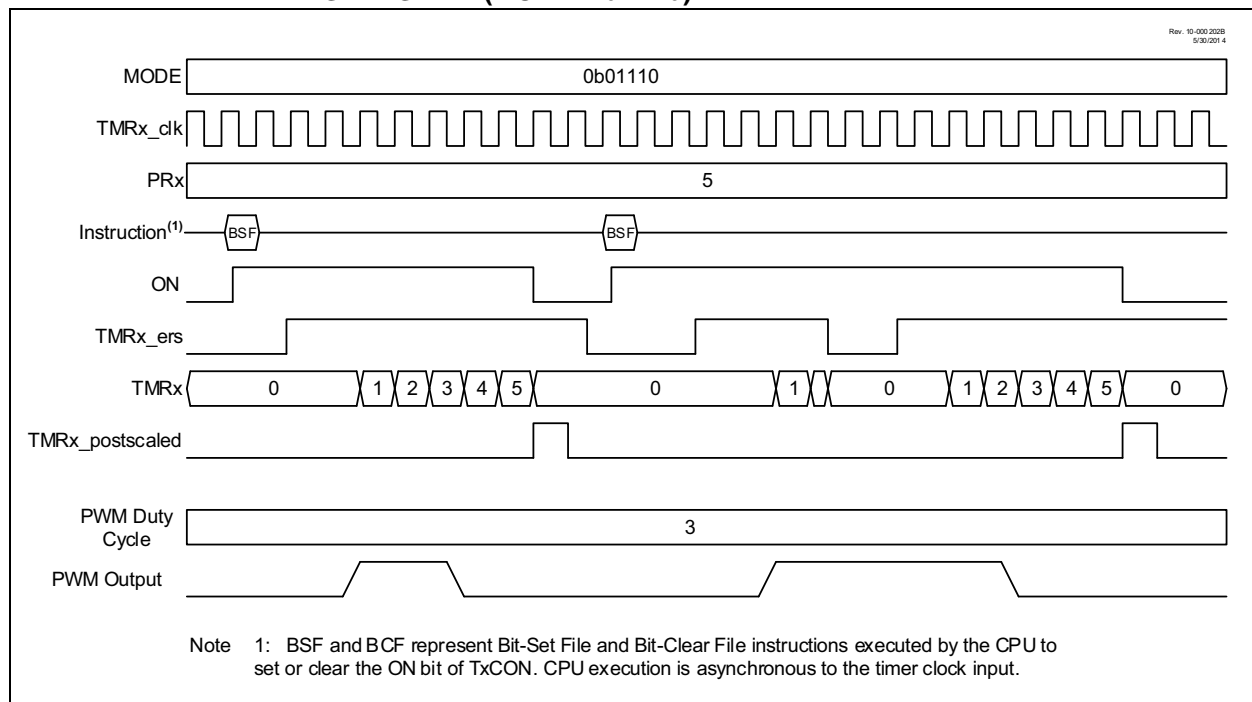 Rev. 10-000 202B
5/30/201 4
MODE 0b01110
TMRx_clk
PRx 5
Instruction(1) BSF BSF
ON
TMRx_ers
TMRx 0 1 2 3 4 5 0 1 0 1 2 3 4 5 0
TMRx_postscaled
PWM Duty
Cycle 3
PWM Output
Note 1: BSF and BCF represent Bit-Set File and Bit-Clear File instructions executed by the CPU to
set or clear the ON bit of TxCON. CPU execution is asynchronous to the timer clock input.